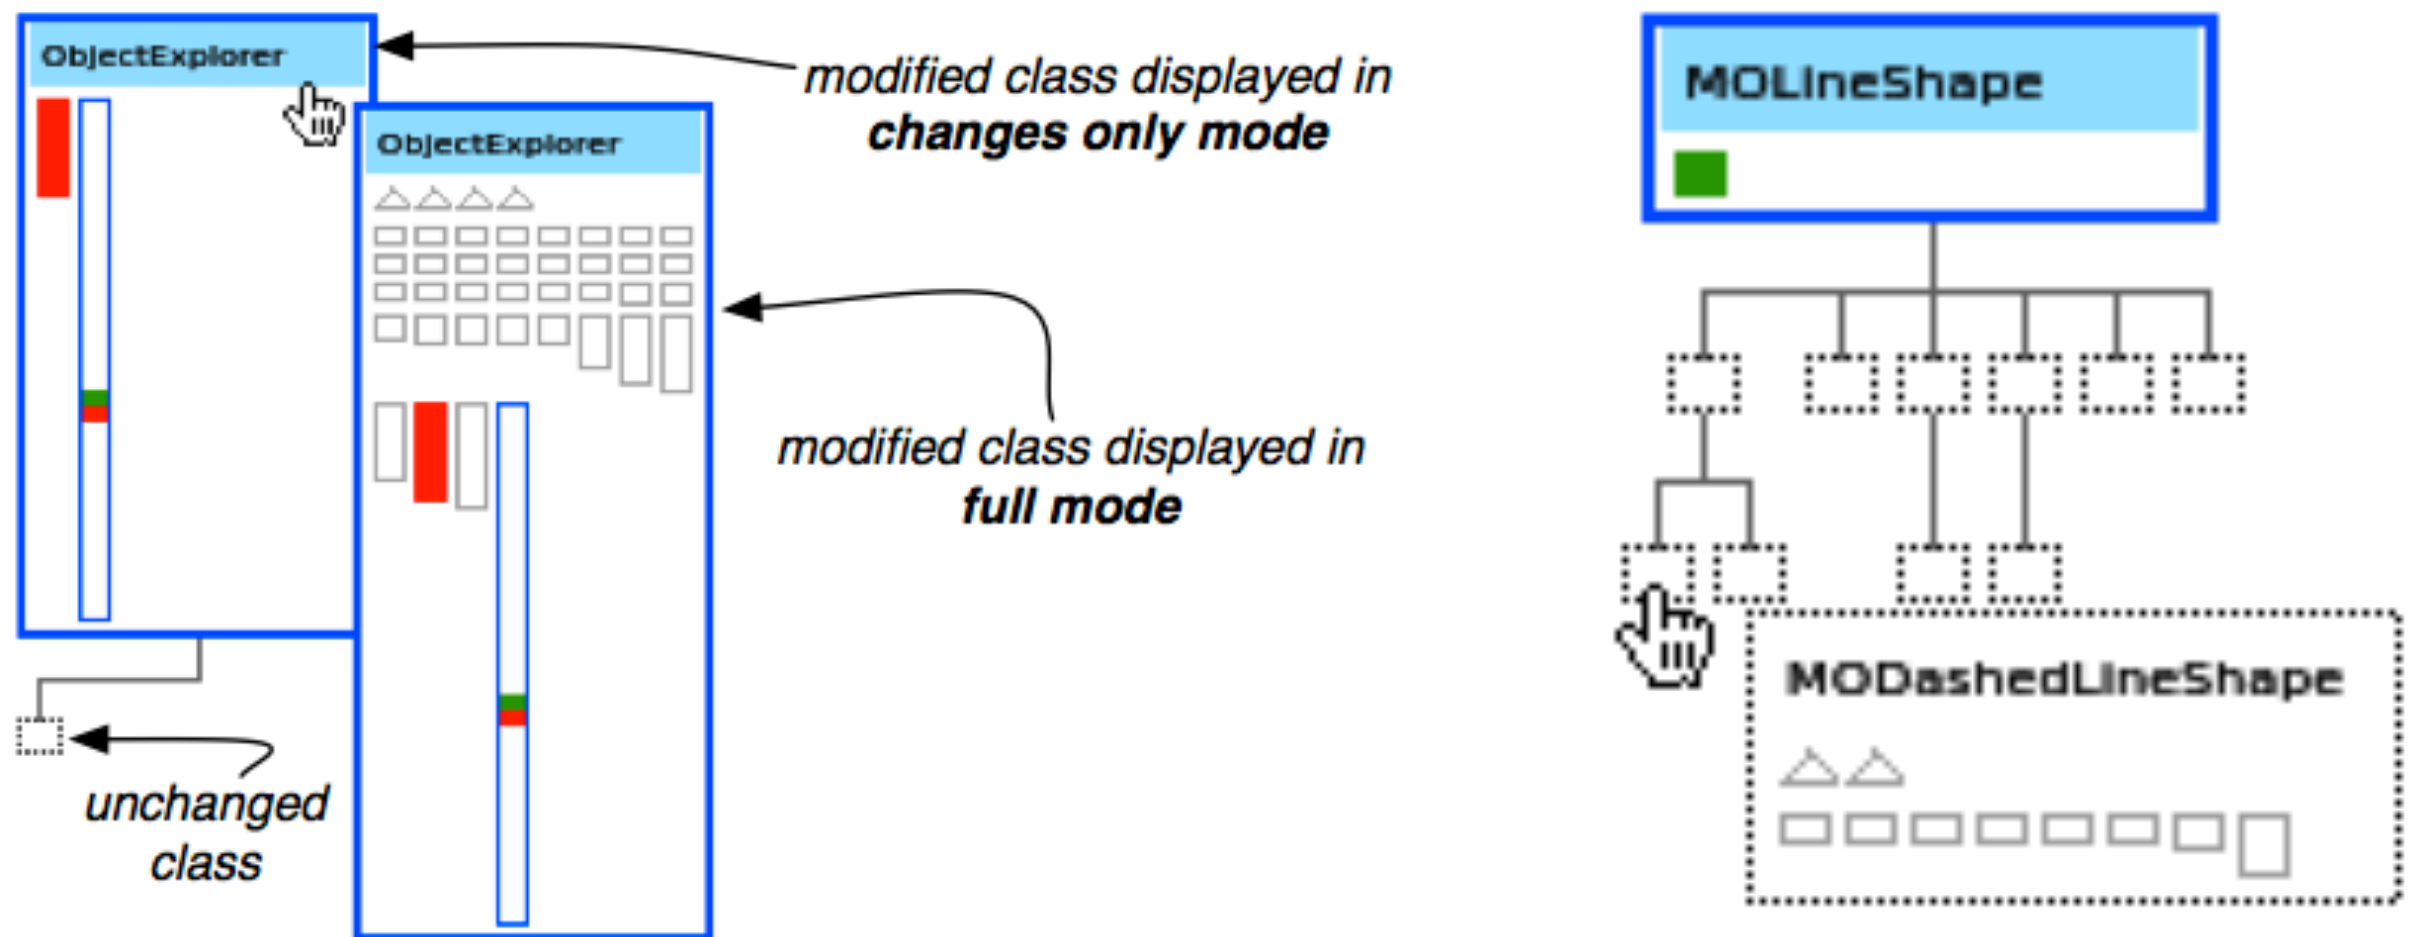 ObjectExplorer
modified class displayed in
changes only mode
ObjectExplorer
modified class displayed in
full mode
unchanged
class
MOLineShape
MODashedLineShape